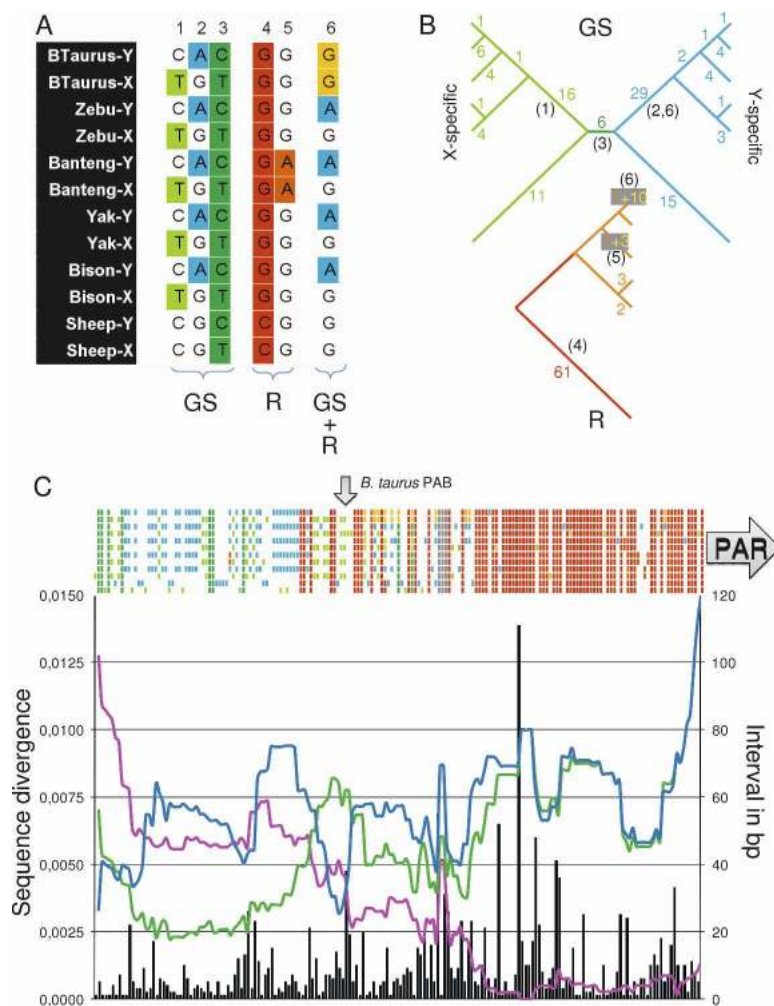 A
1 2 3 4 5 6
BTaurus-Y C A C G G G
BTaurus-X T G T G G G
Zebu-Y C A C G G A
Zebu-X T G T G G G
Banteng-Y C A C G A A
Banteng-X T G T G A G
Yak-Y C A C G G A
Yak-X T G T G G G
Bison-Y C A C G G A
Bison-X T G T G G G
Sheep-Y C G C C G G
Sheep-X C G T C G G
GS R GS
+
R
B
GS
X-specific
Y-specific
1
6
4
1
1
4
16
(1)
11
6
(3)
29
(2,6)
2
1
4
1
4
1
3
15
(6)
+10
+3
(5)
3
2
(4)
61
R
C
B. taurus PAB
PAR
Sequence divergence
0,0150
0,0125
0,0100
0,0075
0,0050
0,0025
0,0000
Interval in bp
120
100
80
60
40
20
0